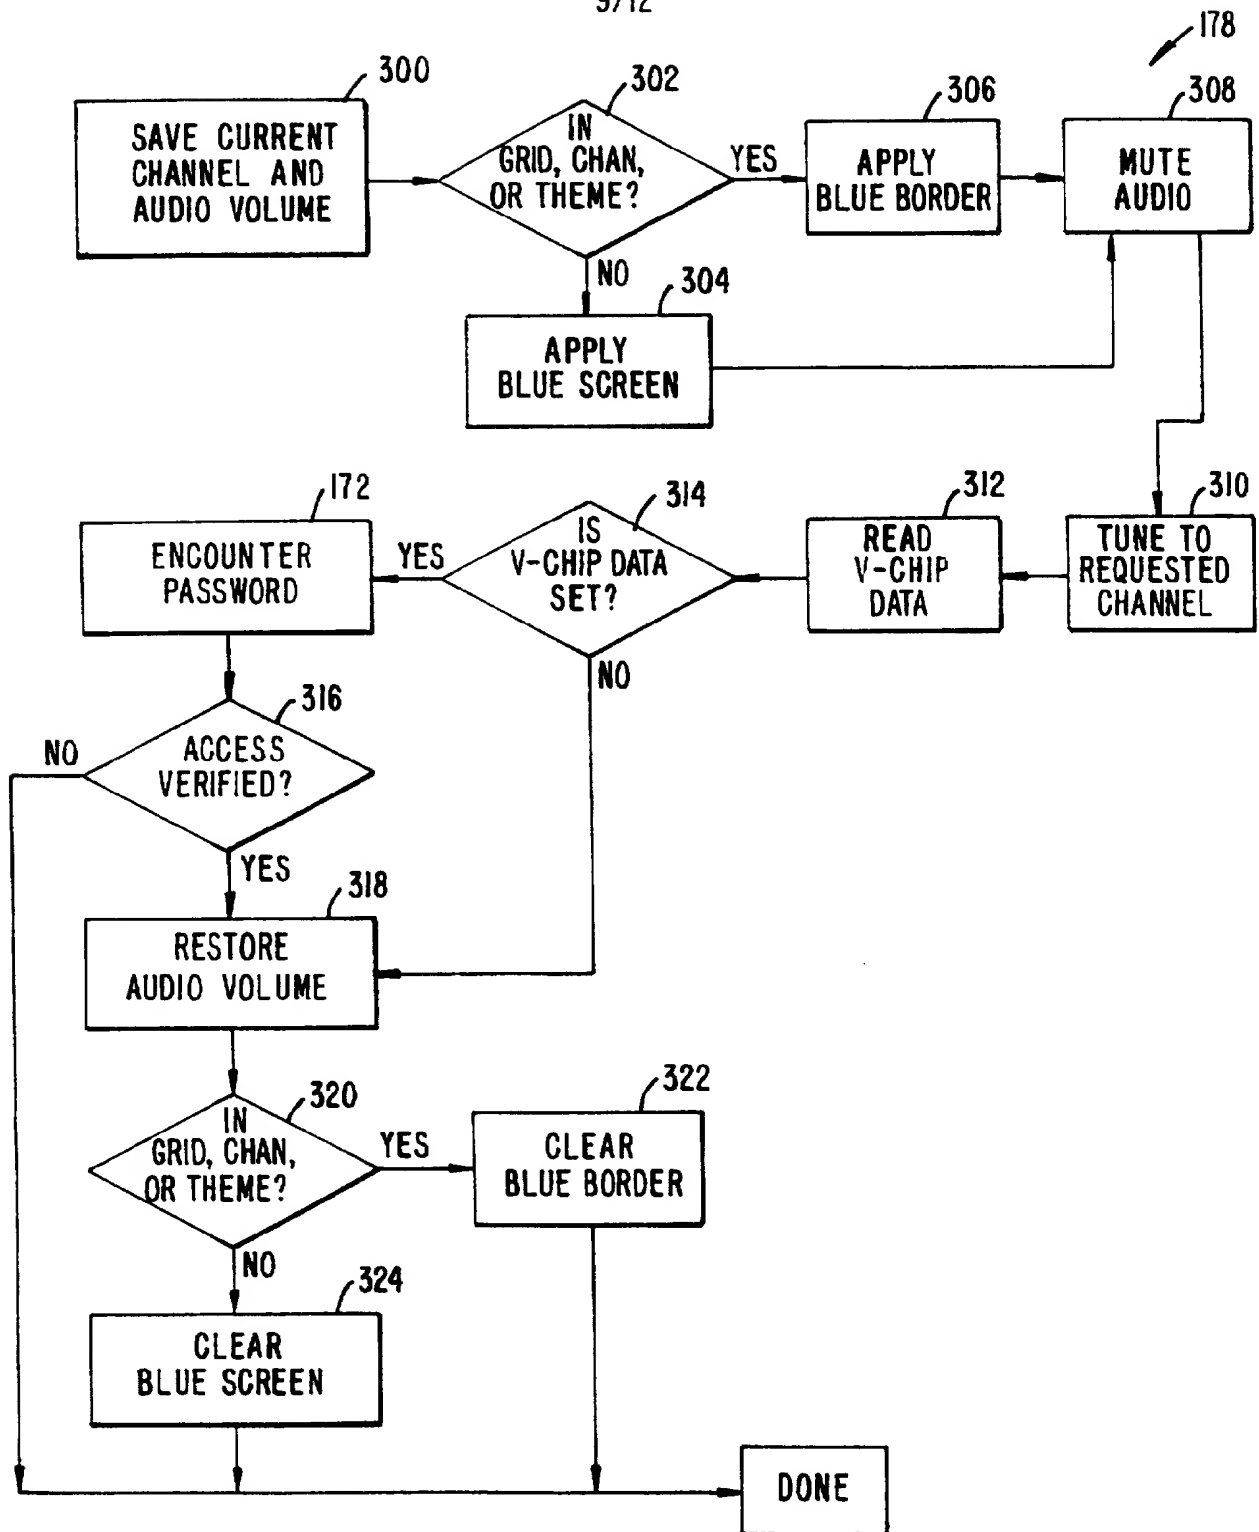 9/12
178
300
SAVE CURRENT
CHANNEL AND
AUDIO VOLUME
302
IN
GRID, CHAN,
OR THEME?
YES
NO
306
APPLY
BLUE BORDER
308
MUTE
AUDIO
304
APPLY
BLUE SCREEN
310
TUNE TO
REQUESTED
CHANNEL
312
READ
V-CHIP
DATA
314
IS
V-CHIP DATA
SET?
YES
NO
172
ENCOUNTER
PASSWORD
316
ACCESS
VERIFIED?
NO
YES
318
RESTORE
AUDIO VOLUME
320
IN
GRID, CHAN,
OR THEME?
YES
NO
322
CLEAR
BLUE BORDER
324
CLEAR
BLUE SCREEN
DONE